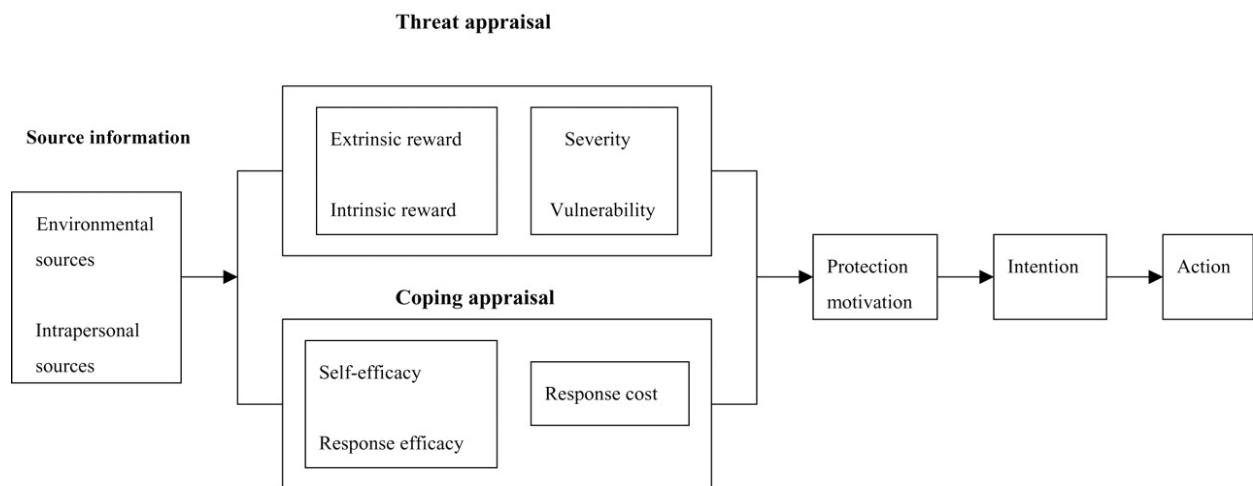 Threat appraisal
Source information
Environmental
sources
Intrapersonal
sources
Extrinsic reward
Intrinsic reward
Severity
Vulnerability
Coping appraisal
Self-efficacy
Response efficacy
Response cost
Protection
motivation
Intention
Action